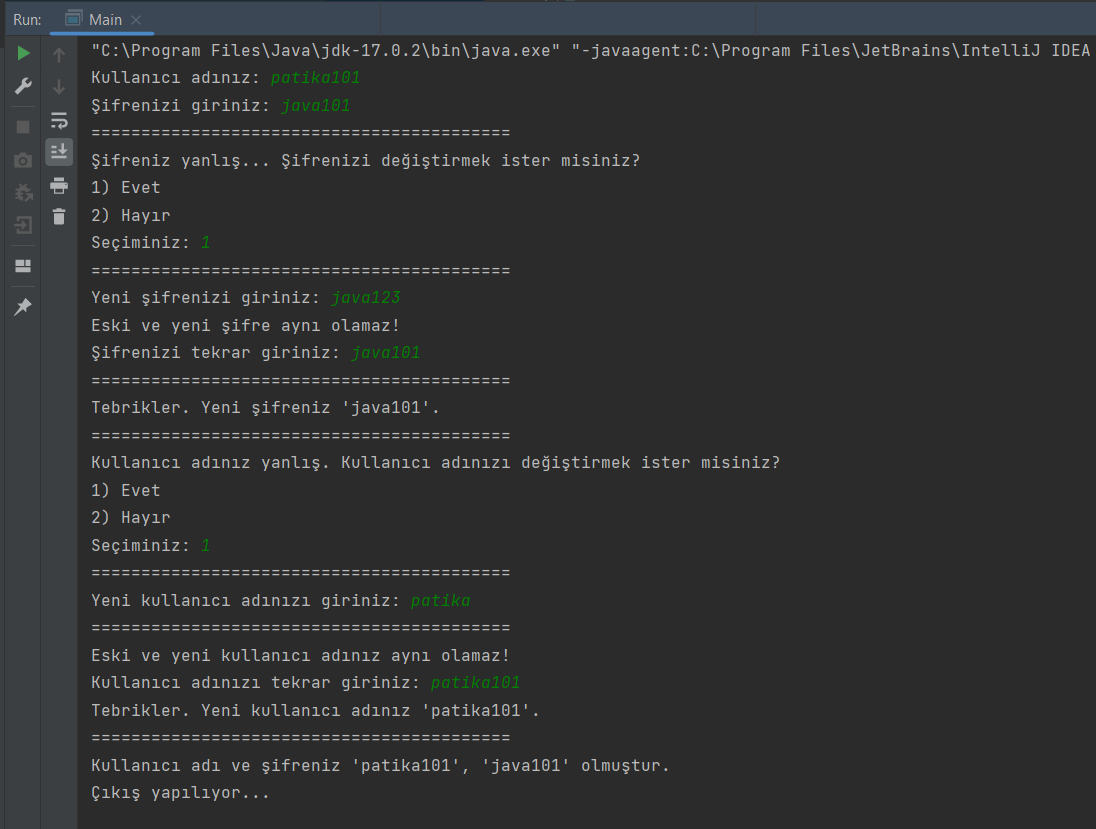 Run: Main
"C:\Program Files\Java\jdk-17.0.2\bin\java.exe" "-javaagent:C:\Program Files\JetBrains\IntelliJ IDEA
Kullanıcı adınız: patika101
Şifrenizi giriniz: java101
==========================================
Şifreniz yanlış... Şifrenizi değiştirmek ister misiniz?
1) Evet
2) Hayır
Seçiminiz: 1
==========================================
Yeni şifrenizi giriniz: java123
Eski ve yeni şifre aynı olamaz!
Şifrenizi tekrar giriniz: java101
==========================================
Tebrikler. Yeni şifreniz 'java101'.
==========================================
Kullanıcı adınız yanlış. Kullanıcı adınızı değiştirmek ister misiniz?
1) Evet
2) Hayır
Seçiminiz: 1
==========================================
Yeni kullanıcı adınızı giriniz: patika
==========================================
Eski ve yeni kullanıcı adınız aynı olamaz!
Kullanıcı adınızı tekrar giriniz: patika101
Tebrikler. Yeni kullanıcı adınız 'patika101'.
==========================================
Kullanıcı adı ve şifreniz 'patika101', 'java101' olmuştur.
Çıkış yapılıyor...